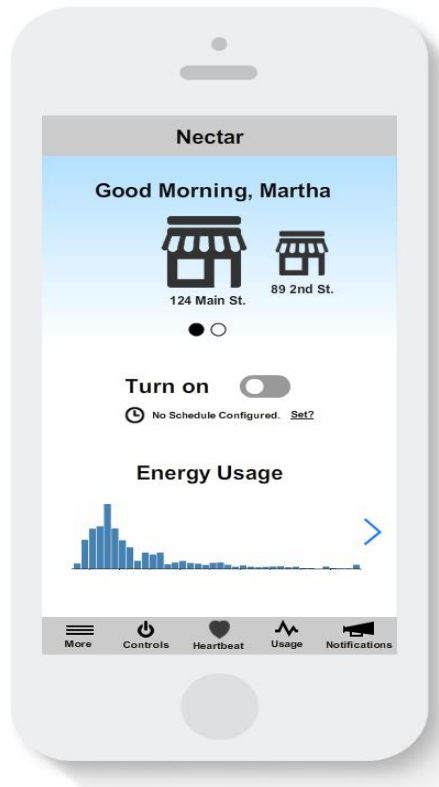 Nectar
Good Morning, Martha
124 Main St.
89 2nd St.
Turn on
No Schedule Configured. Set?
Energy Usage
More Controls Heartbeat Usage Notifications